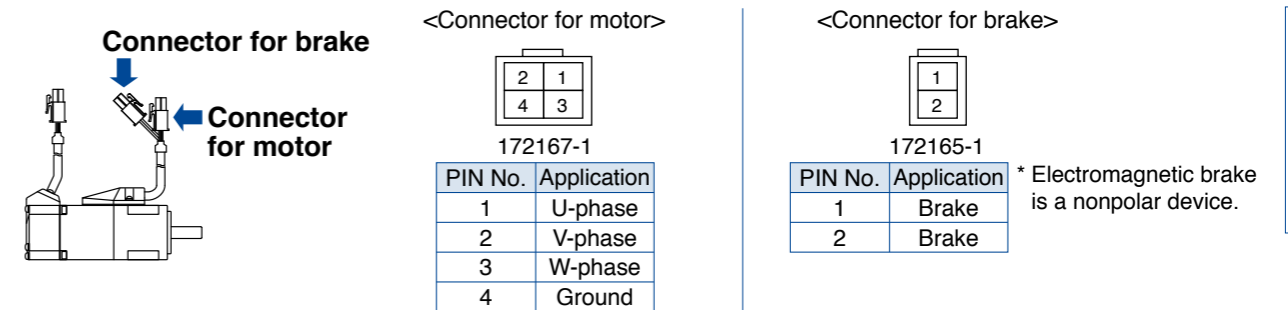 Connector for brake
Connector
for motor
<Connector for motor>
2 1
4 3
172167-1
PIN No. Application
1 U-phase
2 V-phase
3 W-phase
4 Ground
<Connector for brake>
1
2
172165-1
PIN No. Application
1 Brake
2 Brake
* Electromagnetic brake
is a nonpolar device.